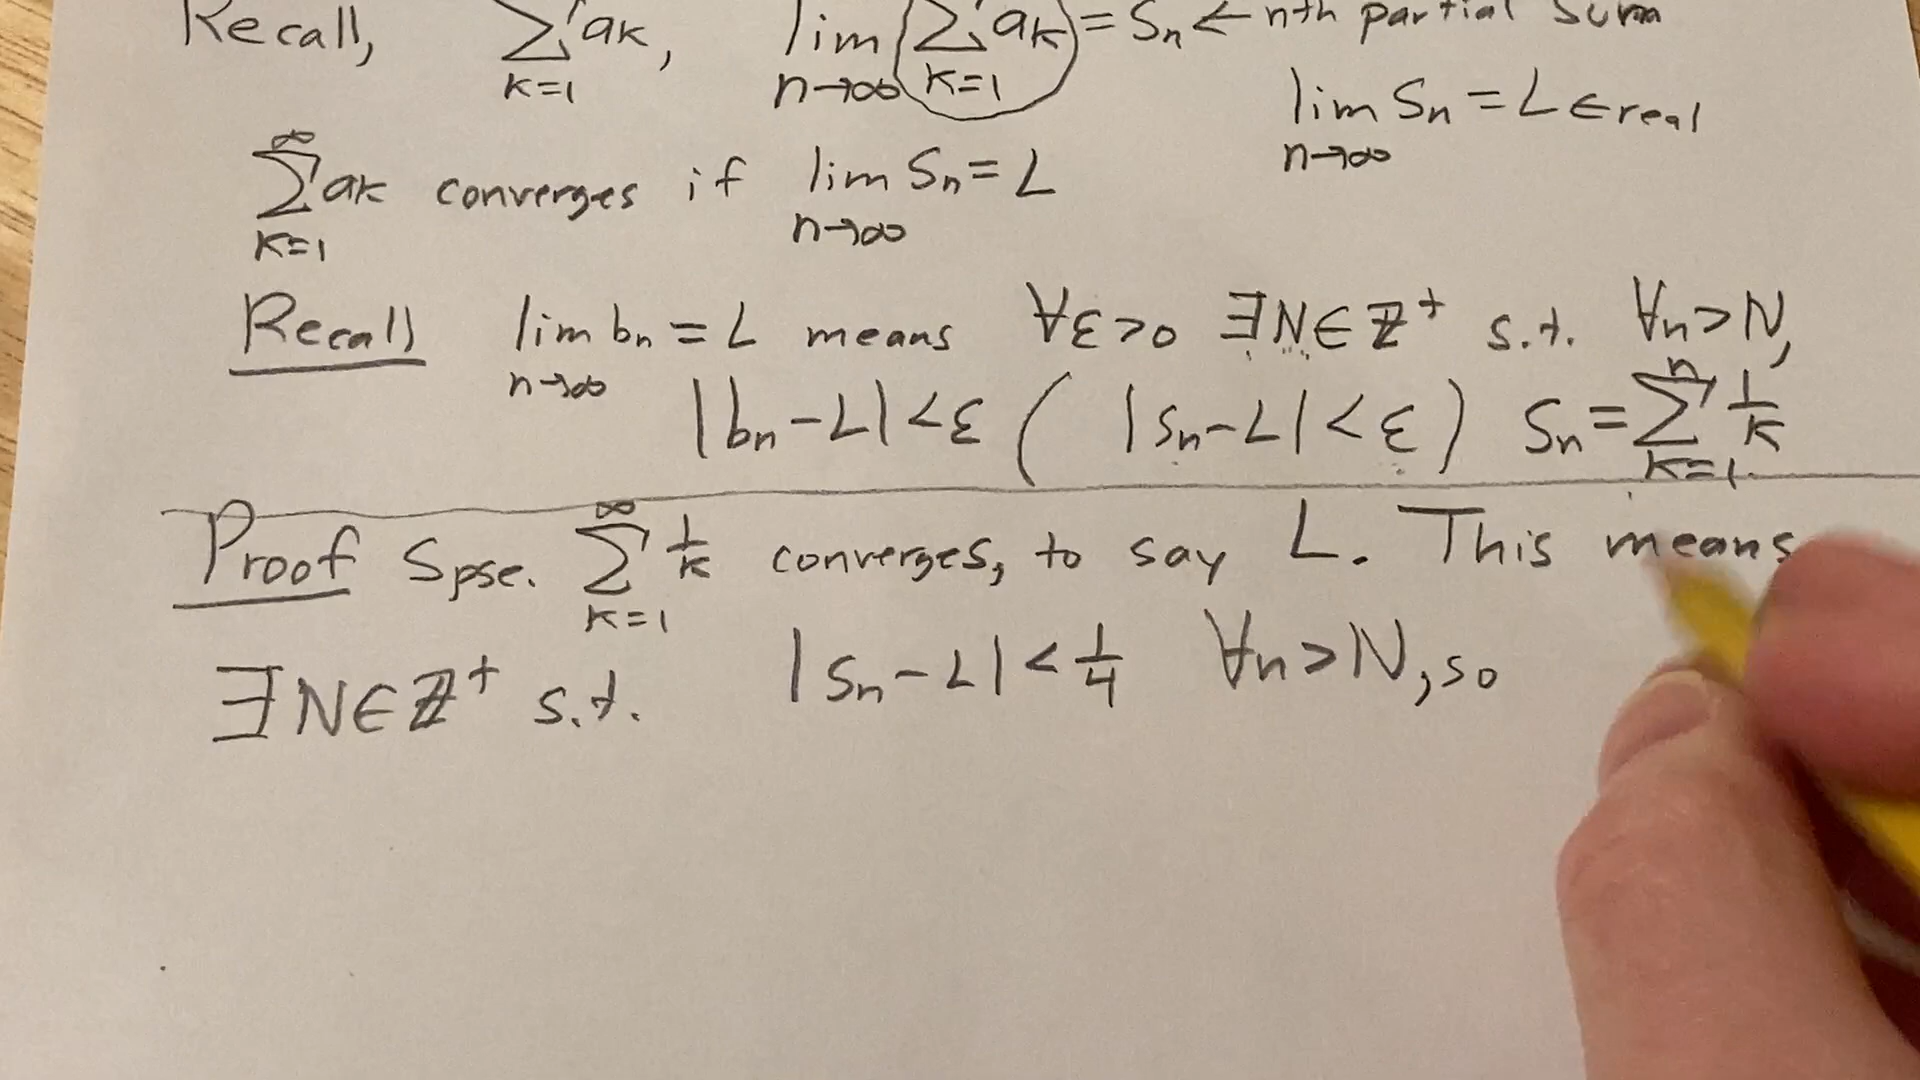 Recall, ∑ ak, lim (∑ ak) = Sn ← nth partial sum
k=1 n→∞ k=1
lim Sn = L ∈ real
n→∞
∞
∑ ak converges if lim Sn = L
k=1 n→∞
Recall lim bn = L means ∀ε>0 ∃N∈ℤ⁺ s.t. ∀n>N,
n→∞
|bn-L|<ε ( |sn-L|<ε ) Sn = ∑ₖ₌₁ⁿ 1/k
Proof Spse. ∑ₖ₌₁^∞ 1/k converges, to say L. This means
∃N∈ℤ⁺ s.t. |sn-L|<1/4 ∀n>N, so